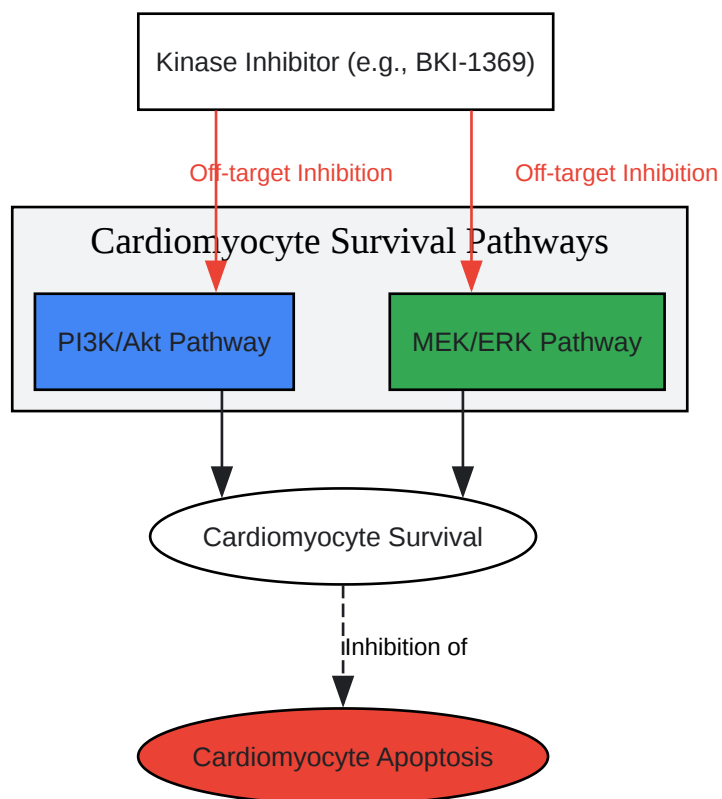 Kinase Inhibitor (e.g., BKI-1369)
Off-target Inhibition
Off-target Inhibition
Cardiomyocyte Survival Pathways
PI3K/Akt Pathway
MEK/ERK Pathway
Cardiomyocyte Survival
Inhibition of
Cardiomyocyte Apoptosis